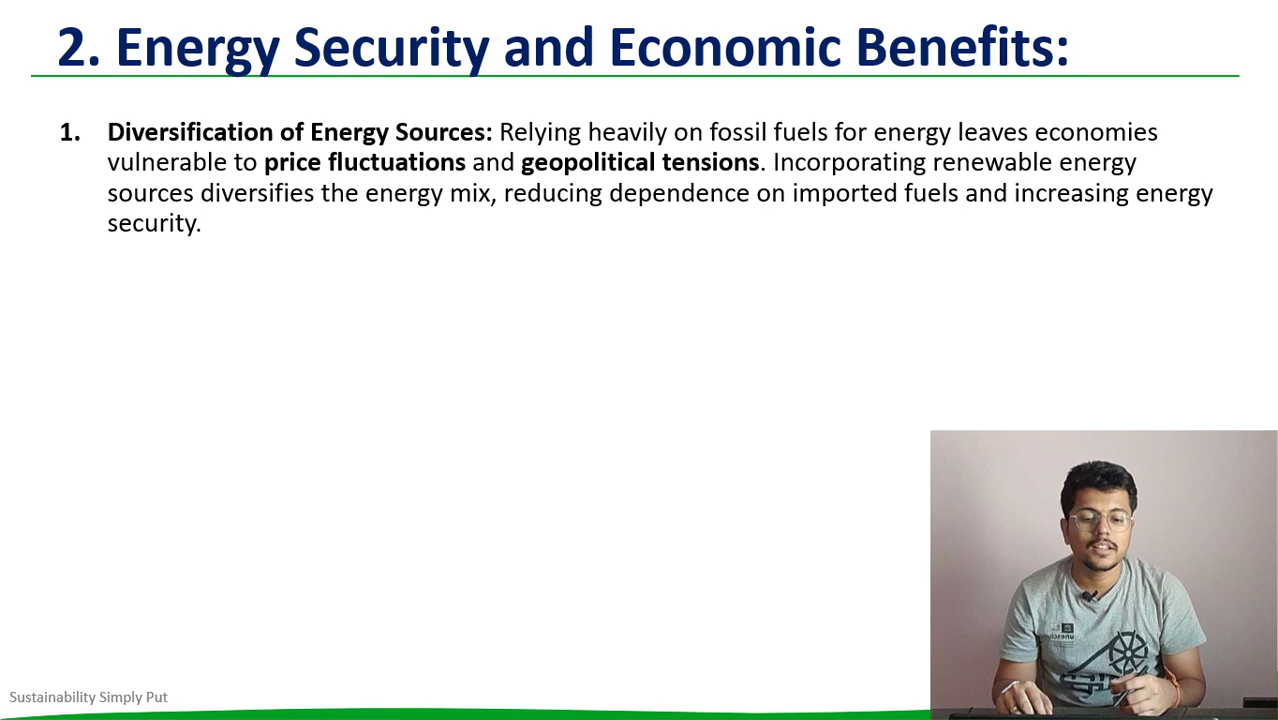 2. Energy Security and Economic Benefits:
1. Diversification of Energy Sources: Relying heavily on fossil fuels for energy leaves economies
vulnerable to price fluctuations and geopolitical tensions. Incorporating renewable energy
sources diversifies the energy mix, reducing dependence on imported fuels and increasing energy
security.
unesco
Sustainability Simply Put